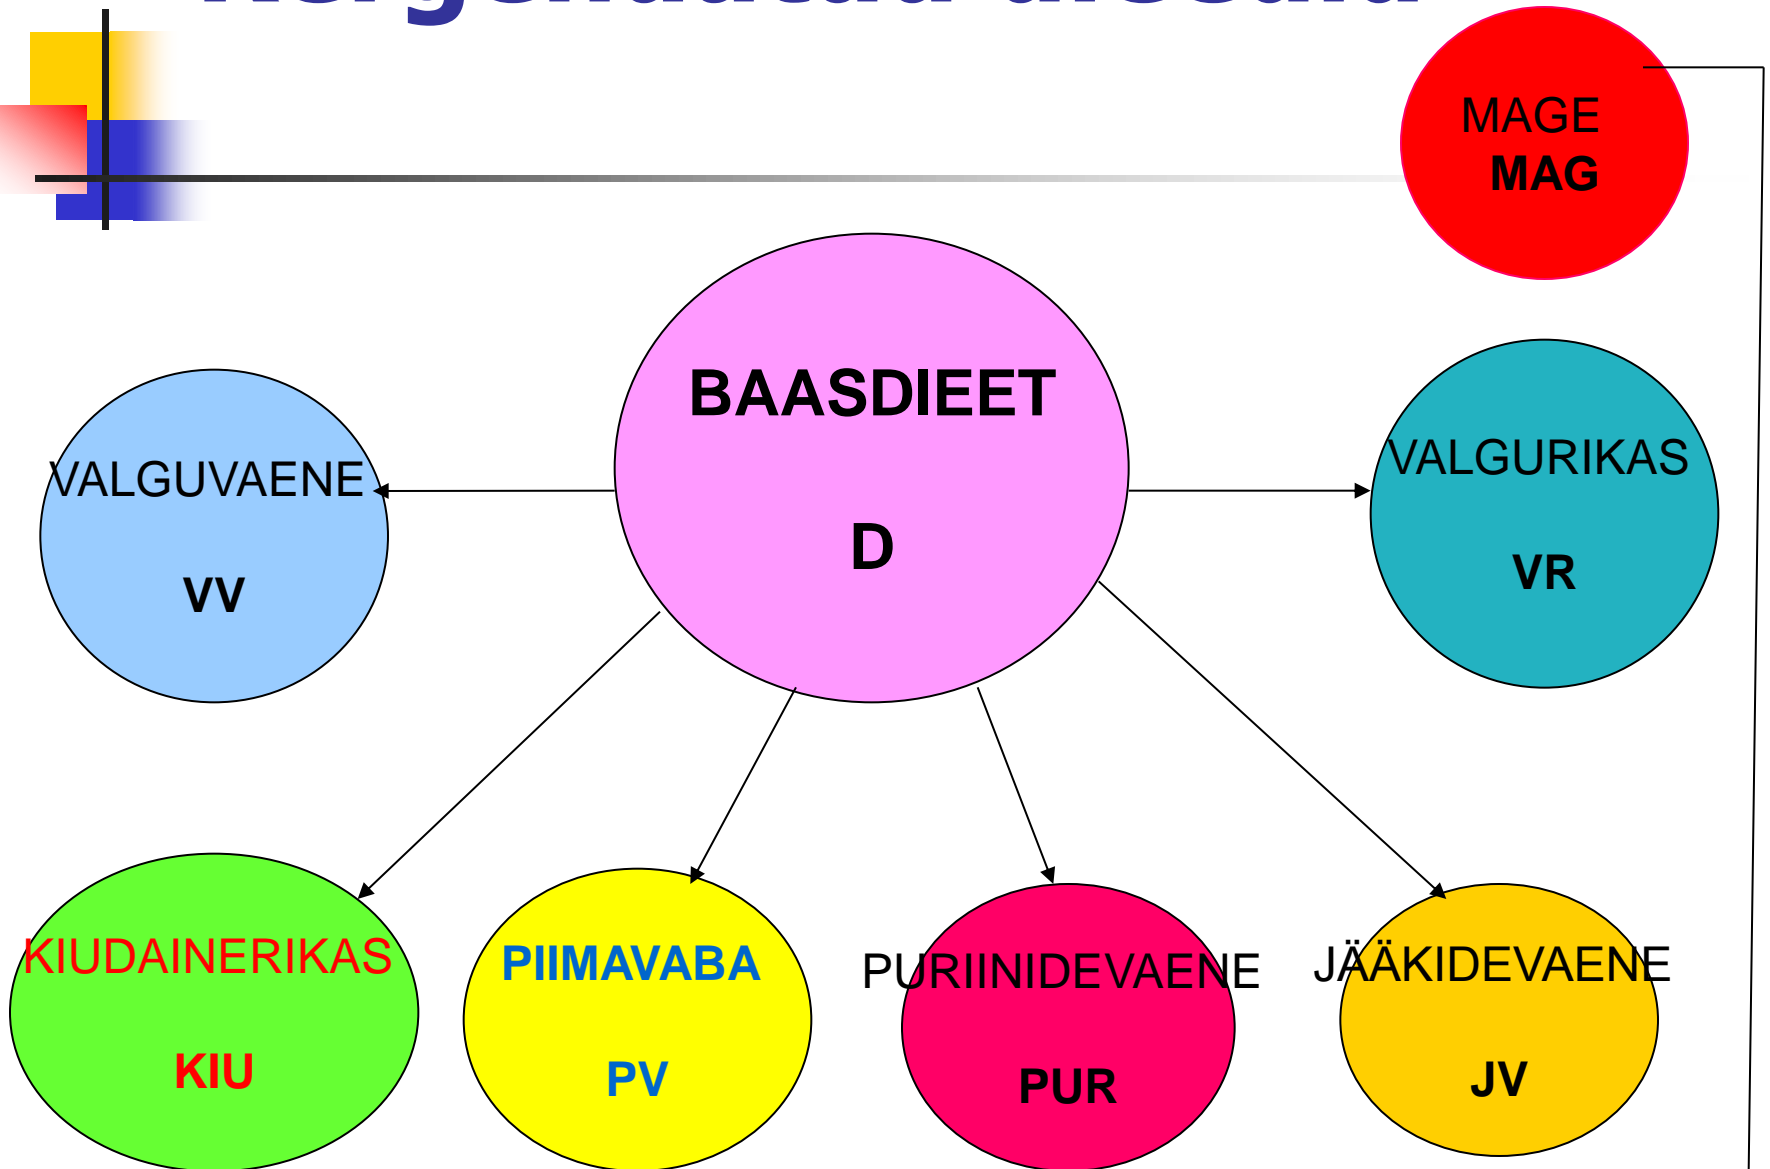 MAGE
MAG
BAASDIEET
D
VALGUVAENE
VV
VALGURIKAS
VR
KIUDAINERIKAS
KIU
PIIMAVABA
PV
PURIINIDEVAENE
PUR
JÄÄKIDEVAENE
JV